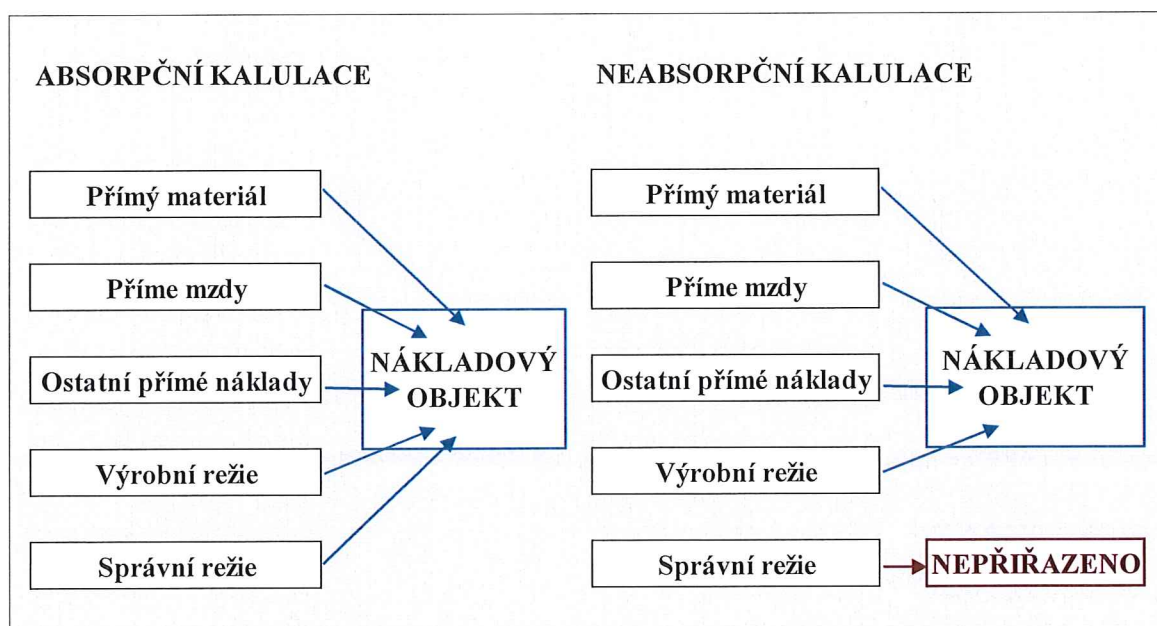 ABSORPČNÍ KALULACE
Přímý materiál
Příme mzdy
Ostatní přímé náklady
Výrobní režie
Správní režie
NÁKLADOVÝ
OBJEKT
NEABSORPČNÍ KALULACE
Přímý materiál
Příme mzdy
Ostatní přímé náklady
Výrobní režie
Správní režie
NÁKLADOVÝ
OBJEKT
NEPŘIŘAZENO